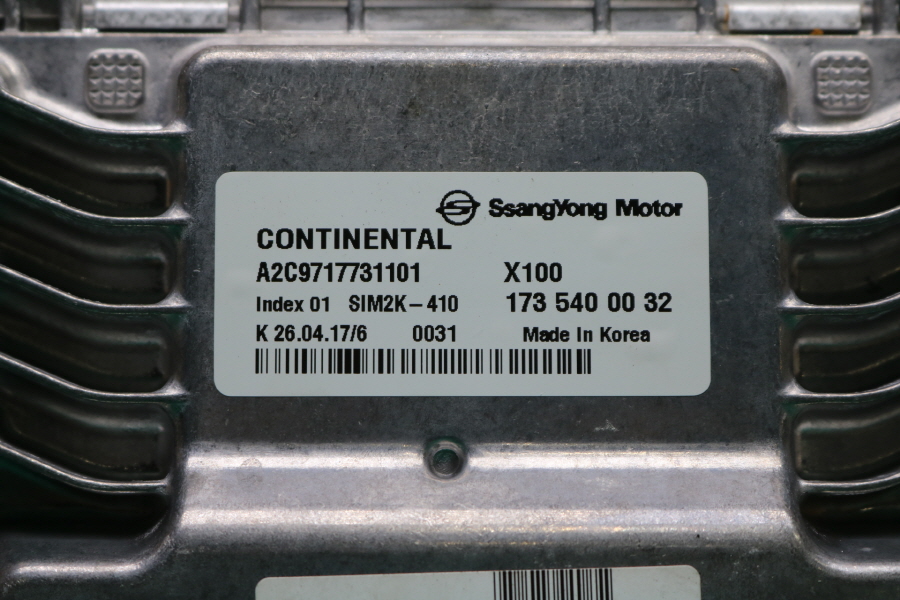 SsangYong Motor
CONTINENTAL
A2C9717731101 X100
Index 01 SIM2K-410 173 540 00 32
K 26.04.17/6 0031 Made In Korea